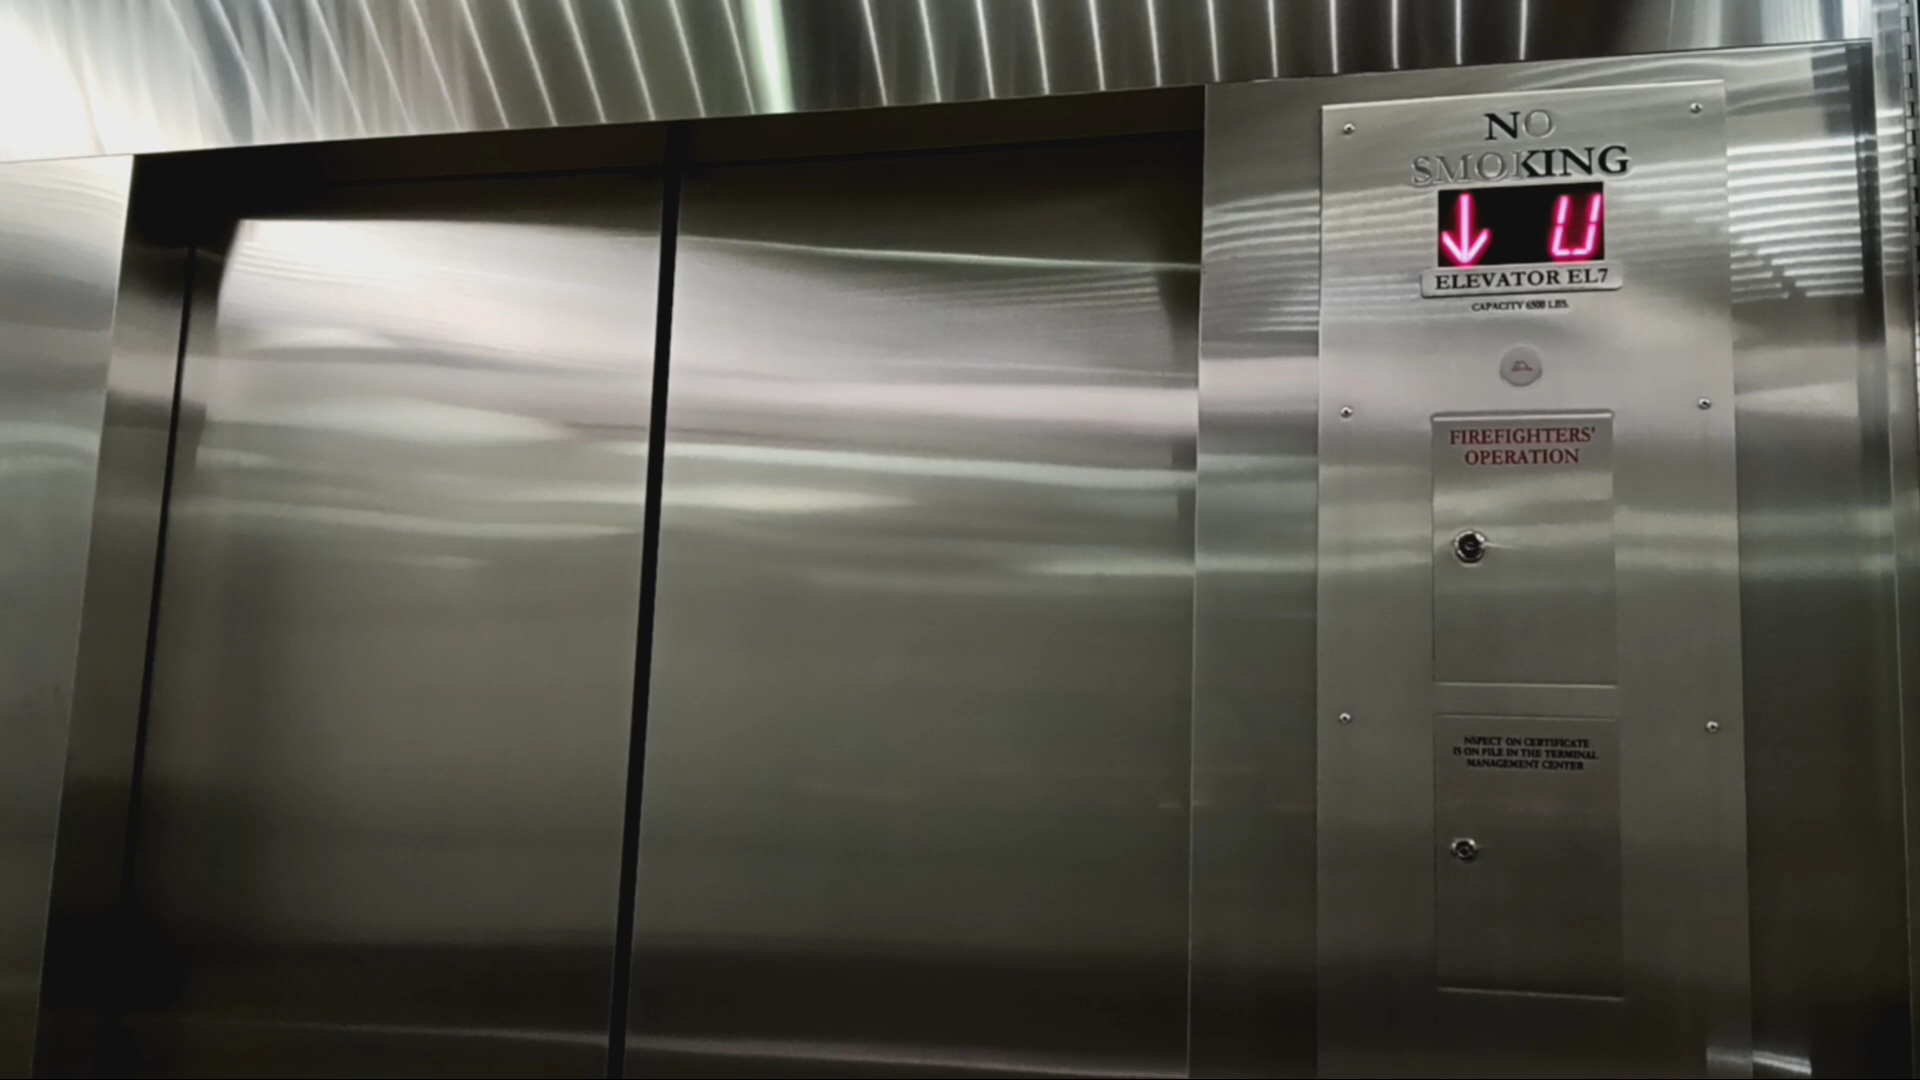 NO
SMOKING
↓ U
ELEVATOR EL7
CAPACITY 6500 LBS.
FIREFIGHTERS'
OPERATION
NSPECT ON CERTIFICATE
IS ON FILE IN THE TERMINAL
MANAGEMENT CENTER